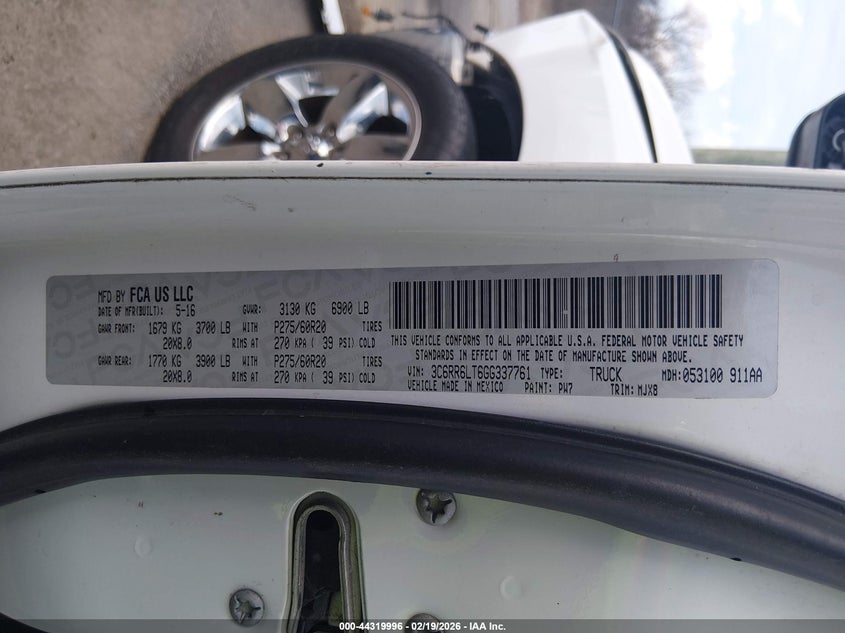 MFD BY FCA US LLC
DATE OF MFR(BUILT): 5-16 GVWR: 3130 KG 6900 LB
GAWR FRONT: 1679 KG 3700 LB WITH P275/60R20 TIRES
20X8.0 RIMS AT 270 KPA ( 39 PSI) COLD
GAWR REAR: 1770 KG 3900 LB WITH P275/60R20 TIRES
20X8.0 RIMS AT 270 KPA ( 39 PSI) COLD
THIS VEHICLE CONFORMS TO ALL APPLICABLE U.S.A. FEDERAL MOTOR VEHICLE SAFETY
STANDARDS IN EFFECT ON THE DATE OF MANUFACTURE SHOWN ABOVE.
VIN: 3C6RR6LT6GG337761 TYPE: TRUCK MDH: 053100 911AA
VEHICLE MADE IN MEXICO PAINT: PW7 TRIM: MJX8
000-44319996 - 02/19/2026 - IAA Inc.